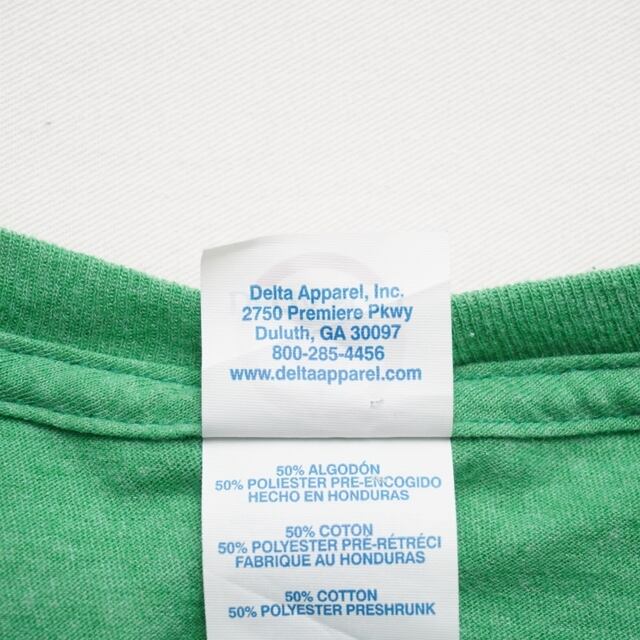 Delta Apparel, Inc.
2750 Premiere Pkwy
Duluth, GA 30097
800-285-4456
www.deltaapparel.com
50% ALGODÓN
50% POLIESTER PRE-ENCOGIDO
HECHO EN HONDURAS
50% COTON
50% POLYESTER PRÉ-RÉTRÉCI
FABRIQUE AU HONDURAS
50% COTTON
50% POLYESTER PRESHRUNK